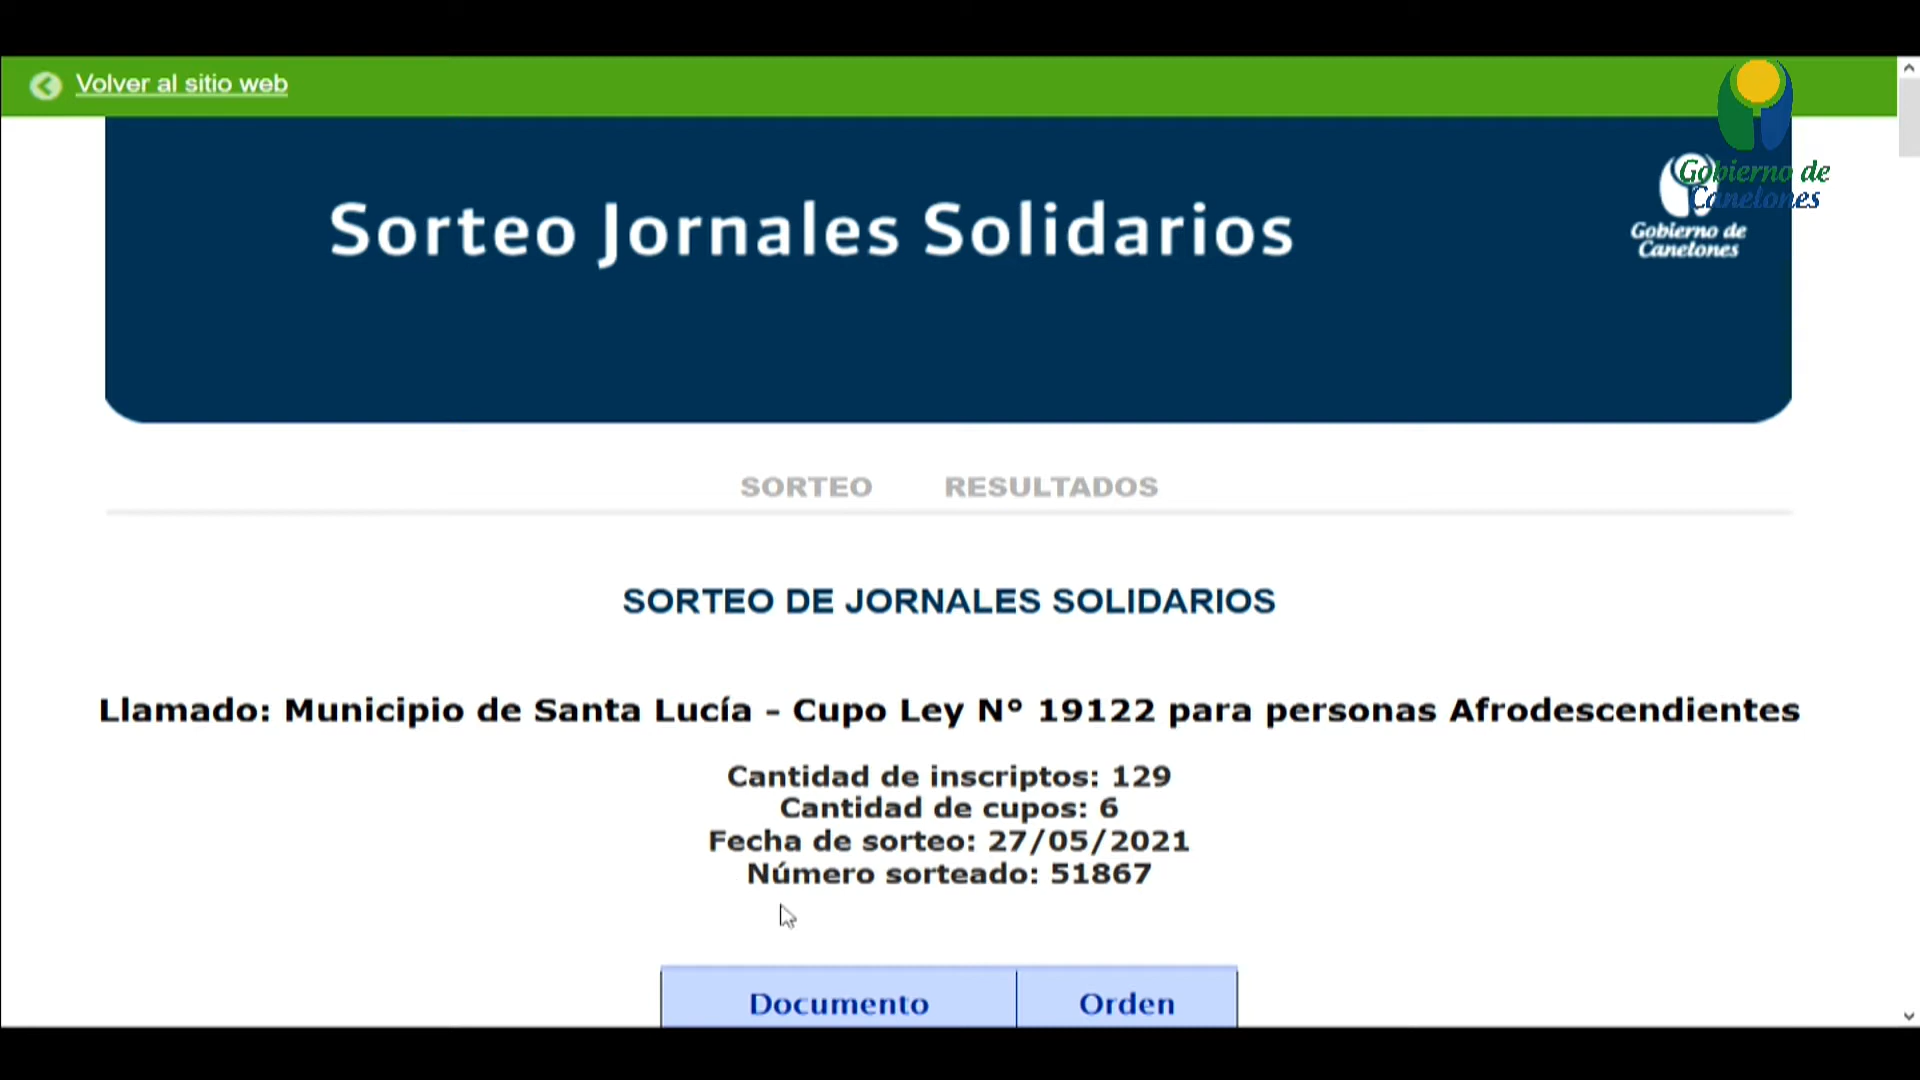 Volver al sitio web
Gobierno de
Canelones
Sorteo Jornales Solidarios
Gobierno de
Canelones
SORTEO RESULTADOS
SORTEO DE JORNALES SOLIDARIOS
Llamado: Municipio de Santa Lucía - Cupo Ley Nº 19122 para personas Afrodescendientes
Cantidad de inscriptos: 129
Cantidad de cupos: 6
Fecha de sorteo: 27/05/2021
Número sorteado: 51867
Documento Orden